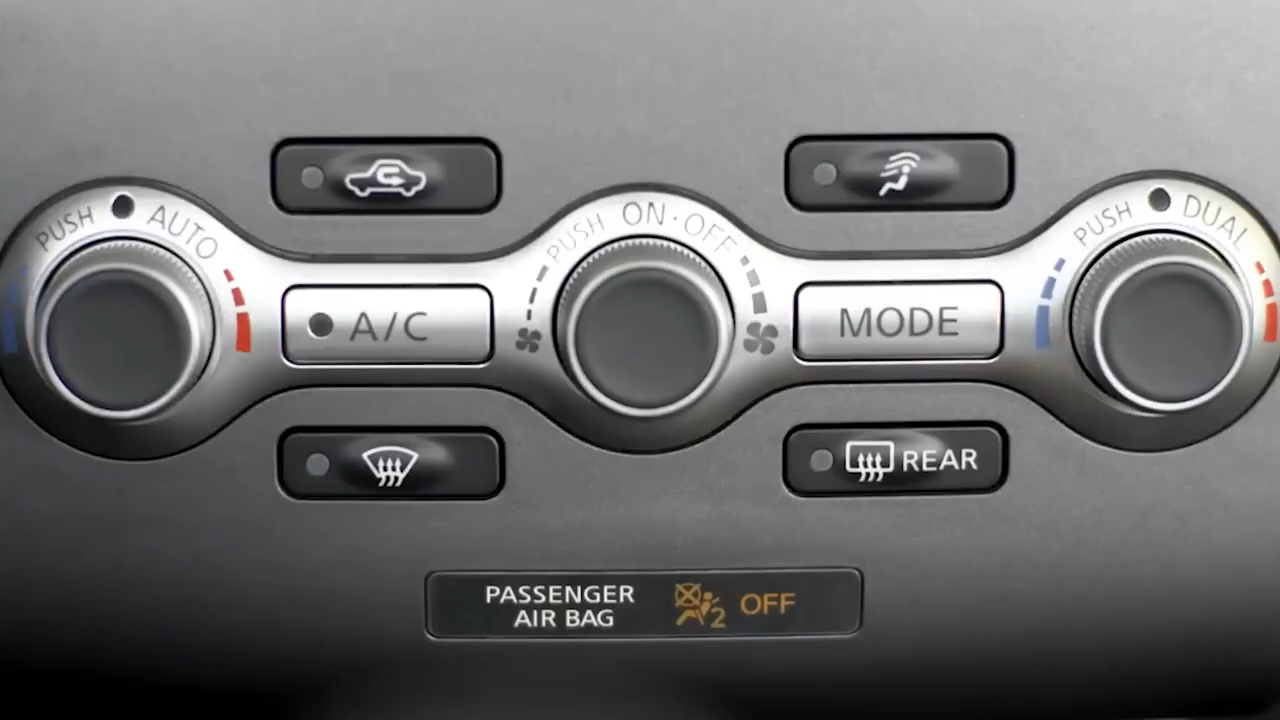 PUSH AUTO
PUSH ON·OFF
PUSH DUAL
A/C
MODE
REAR
PASSENGER
AIR BAG
2 OFF